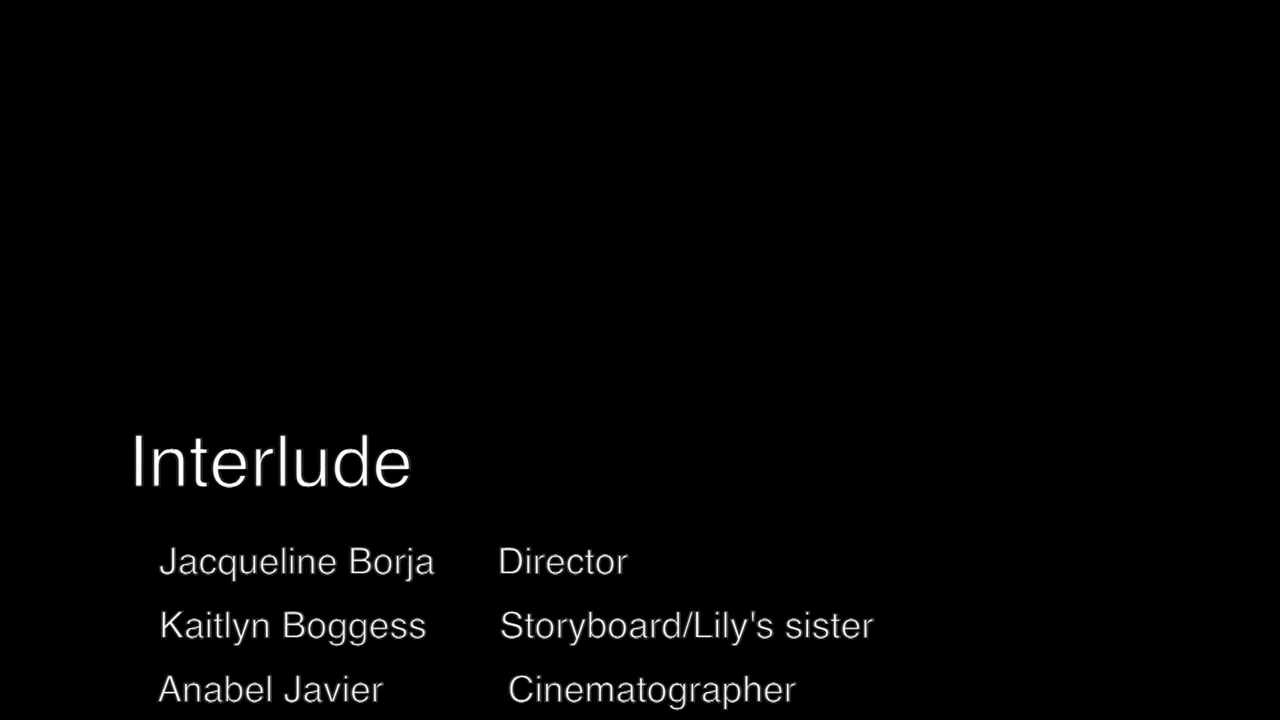 Interlude
Jacqueline Borja Director
Kaitlyn Boggess Storyboard/Lily's sister
Anabel Javier Cinematographer